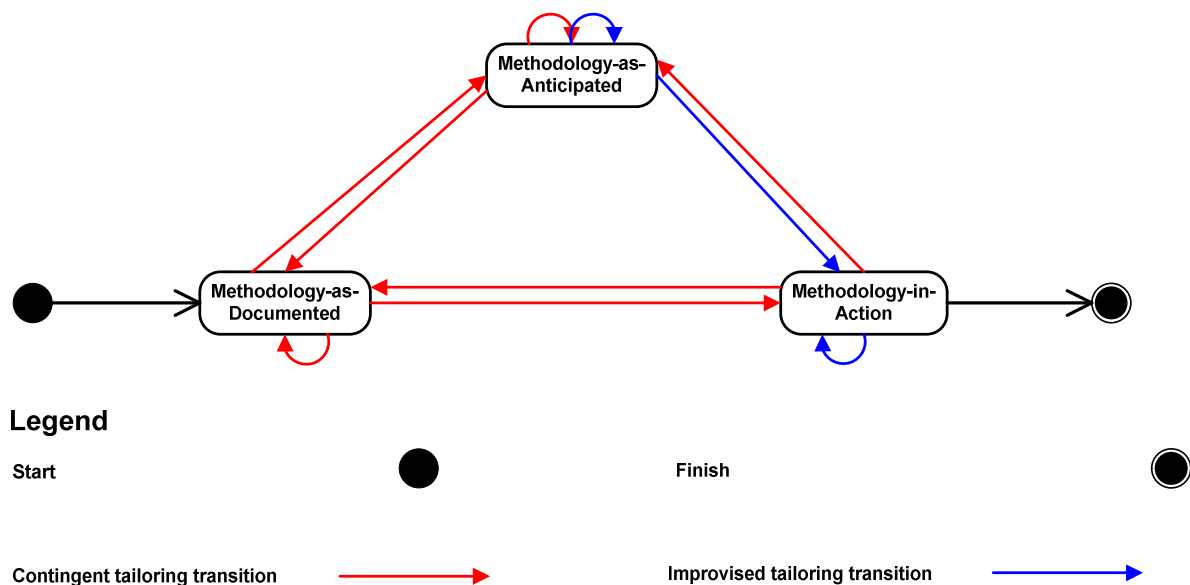 Methodology-as-
Anticipated
Methodology-as-
Documented
Methodology-in-
Action
Legend
Start
Finish
Contingent tailoring transition
Improvised tailoring transition